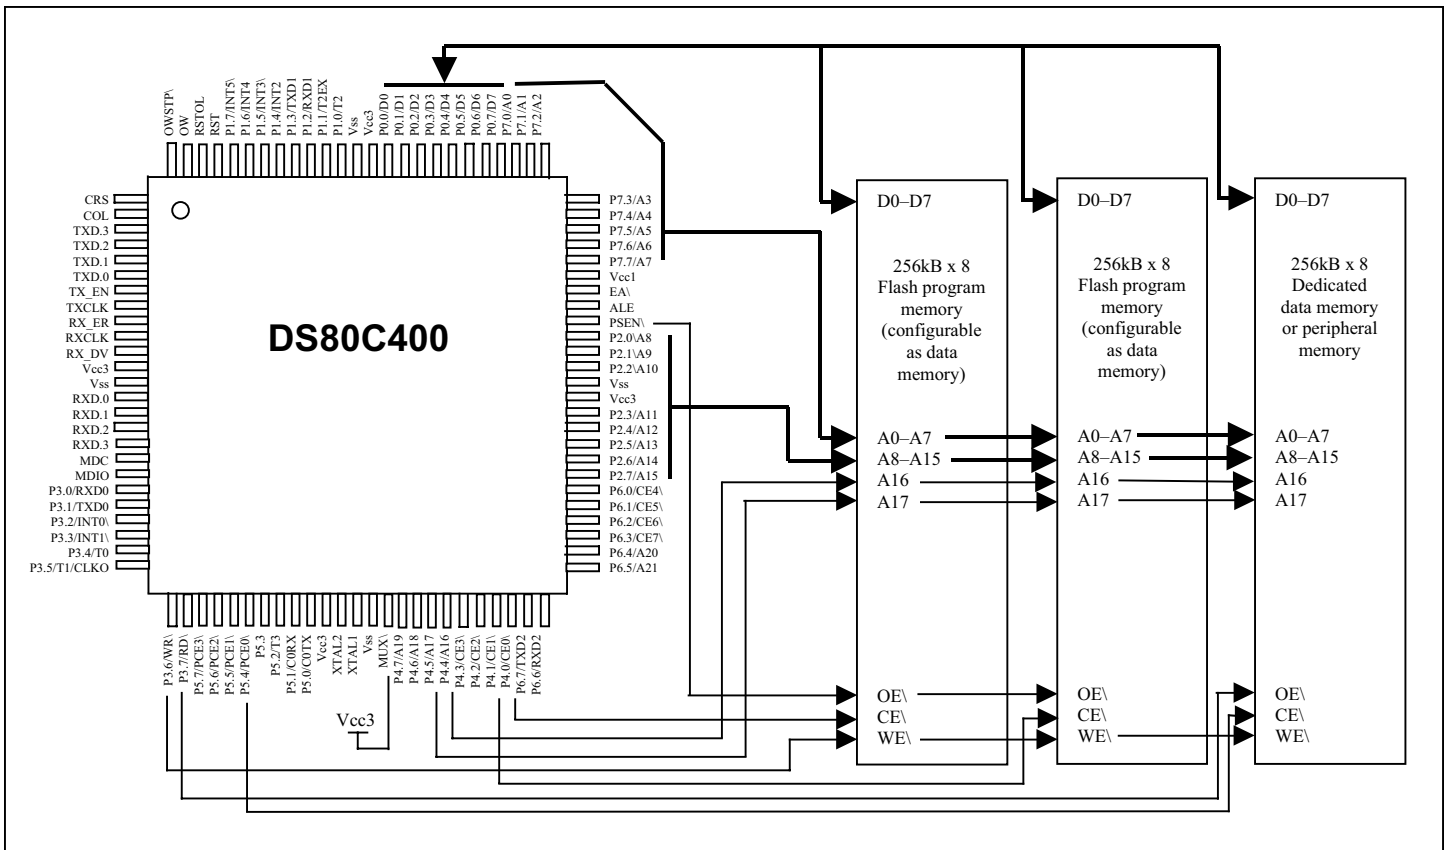 OWSTP\
OW
RSTOL
RST
P1.7/INT5\
P1.6/INT4
P1.5/INT3\
P1.4/INT2
P1.3/TXD1
P1.2/RXD1
P1.1/T2EX
P1.0/T2
Vss
Vcc3
P0.0/D0
P0.1/D1
P0.2/D2
P0.3/D3
P0.4/D4
P0.5/D5
P0.6/D6
P0.7/D7
P7.0/A0
P7.1/A1
P7.2/A2
CRS
COL
TXD.3
TXD.2
TXD.1
TXD.0
TX_EN
TXCLK
RX_ER
RXCLK
RX_DV
Vcc3
Vss
RXD.0
RXD.1
RXD.2
RXD.3
MDC
MDIO
P3.0/RXD0
P3.1/TXD0
P3.2/INT0\
P3.3/INT1\
P3.4/T0
P3.5/T1/CLKO
DS80C400
P7.3/A3
P7.4/A4
P7.5/A5
P7.6/A6
P7.7/A7
Vcc1
EA\
ALE
PSEN\
P2.0\A8
P2.1\A9
P2.2\A10
Vss
Vcc3
P2.3/A11
P2.4/A12
P2.5/A13
P2.6/A14
P2.7/A15
P6.0/CE4\
P6.1/CE5\
P6.2/CE6\
P6.3/CE7\
P6.4/A20
P6.5/A21
P3.6/WR\
P3.7/RD\
P5.7/PCE3\
P5.6/PCE2\
P5.5/PCE1\
P5.4/PCE0\
P5.3
P5.2/T3
P5.1/C0RX
P5.0/C0TX
Vcc3
XTAL2
XTAL1
Vss
MUX\
P4.7/A19
P4.6/A18
P4.5/A17
P4.4/A16
P4.3/CE3\
P4.2/CE2\
P4.1/CE1\
P4.0/CE0\
P6.7/TXD2
P6.6/RXD2
Vcc3
D0–D7
256kB x 8
Flash program
memory
(configurable
as data
memory)
A0–A7
A8–A15
A16
A17
OE\
CE\
WE\
D0–D7
256kB x 8
Flash program
memory
(configurable
as data
memory)
A0–A7
A8–A15
A16
A17
OE\
CE\
WE\
D0–D7
256kB x 8
Dedicated
data memory
or peripheral
memory
A0–A7
A8–A15
A16
A17
OE\
CE\
WE\